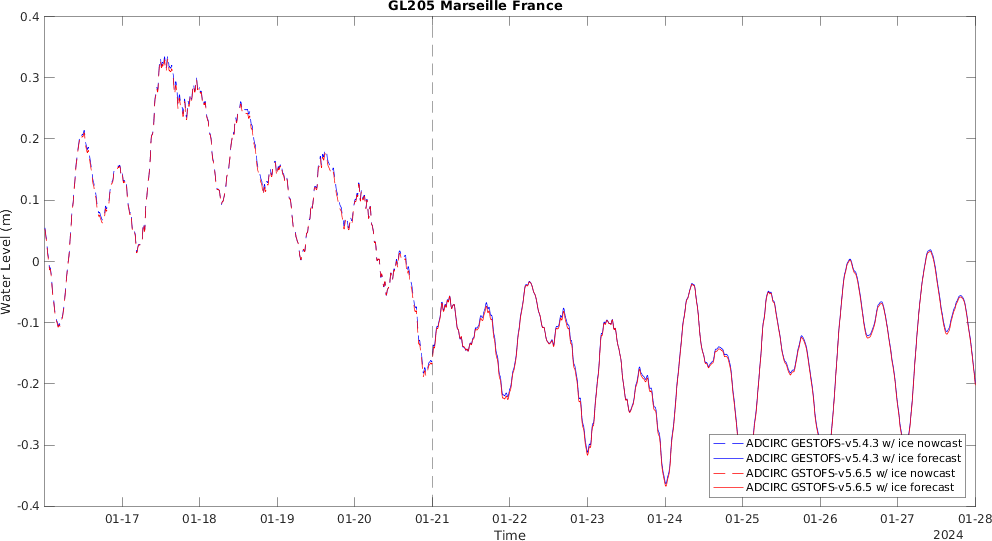 GL205 Marseille France
0.4
0.3
0.2
0.1
0
-0.1
-0.2
-0.3
-0.4
Water Level (m)
ADCIRC GESTOFS-v5.4.3 w/ ice nowcast
ADCIRC GESTOFS-v5.4.3 w/ ice forecast
ADCIRC GSTOFS-v5.6.5 w/ ice nowcast
ADCIRC GSTOFS-v5.6.5 w/ ice forecast
01-17 01-18 01-19 01-20 01-21 01-22 01-23 01-24 01-25 01-26 01-27 01-28
Time
2024